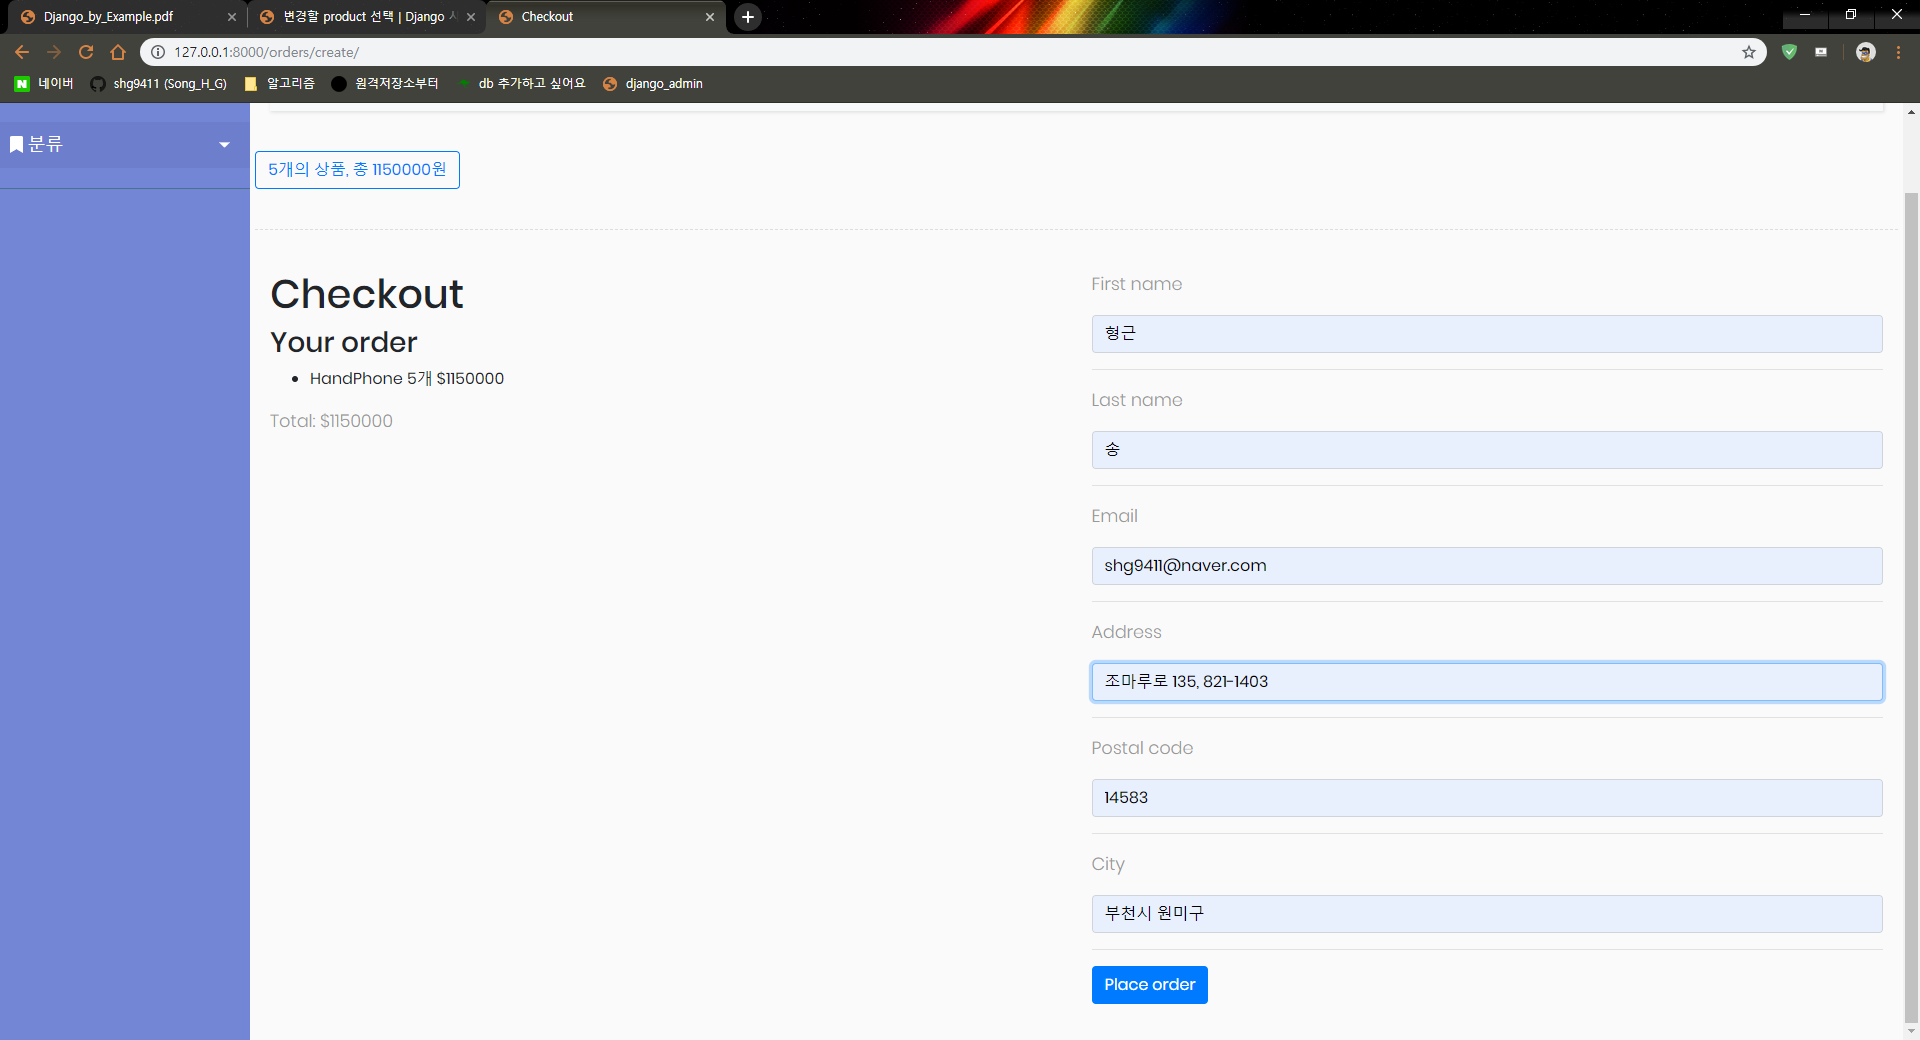 Django_by_Example.pdf
변경할 product 선택 | Django 사
Checkout
127.0.0.1:8000/orders/create/
네이버
shg9411 (Song_H_G)
알고리즘
원격저장소부터
db 추가하고 싶어요
django_admin
분류
5개의 상품, 총 1150000원
Checkout
Your order
HandPhone 5개 $1150000
Total: $1150000
First name
형근
Last name
송
Email
shg9411@naver.com
Address
조마루로 135, 821-1403
Postal code
14583
City
부천시 원미구
Place order